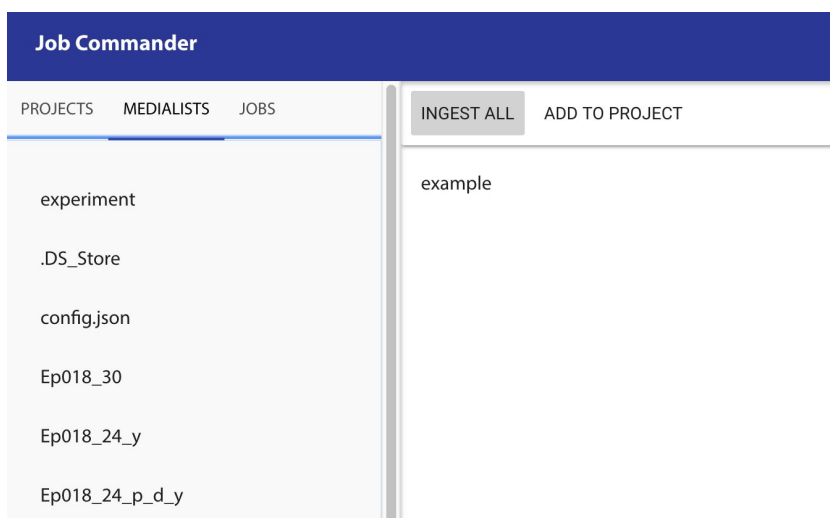 Job Commander
PROJECTS MEDIALISTS JOBS
INGEST ALL ADD TO PROJECT
experiment
.DS_Store
config.json
Ep018_30
Ep018_24_y
Ep018_24_p_d_y
example